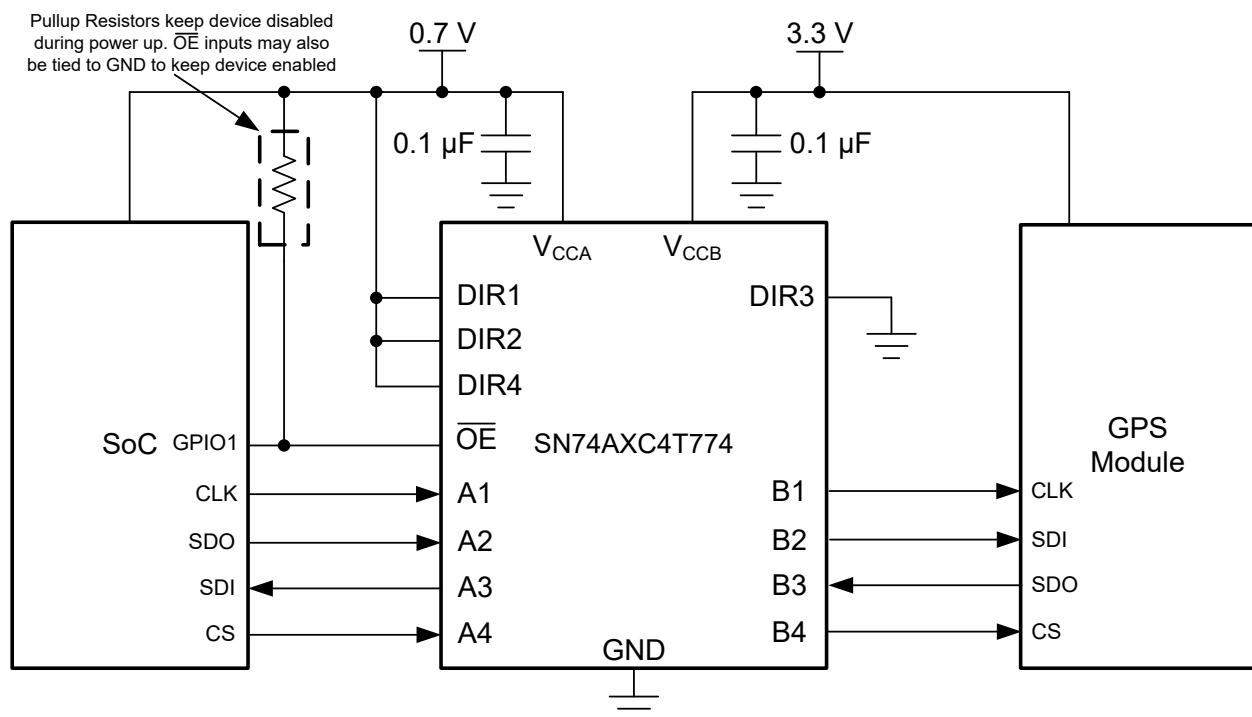 Pullup Resistors keep device disabled
during power up. O̅E̅ inputs may also
be tied to GND to keep device enabled
0.7 V
3.3 V
0.1 µF
0.1 µF
VCCA
VCCB
DIR1
DIR3
DIR2
DIR4
SoC
GPIO1
O̅E̅
SN74AXC4T774
GPS
Module
CLK
A1
B1
CLK
SDO
A2
B2
SDI
SDI
A3
B3
SDO
CS
A4
B4
CS
GND